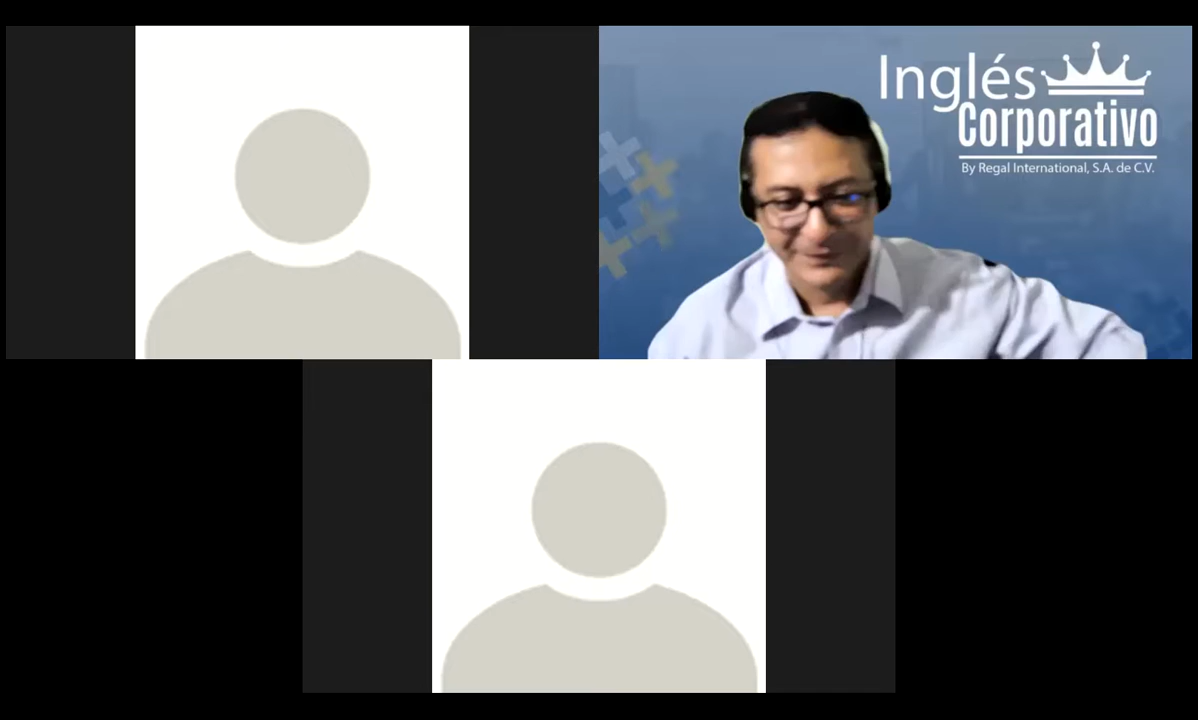 Inglés
Corporativo
By Regal International, S.A. de C.V.